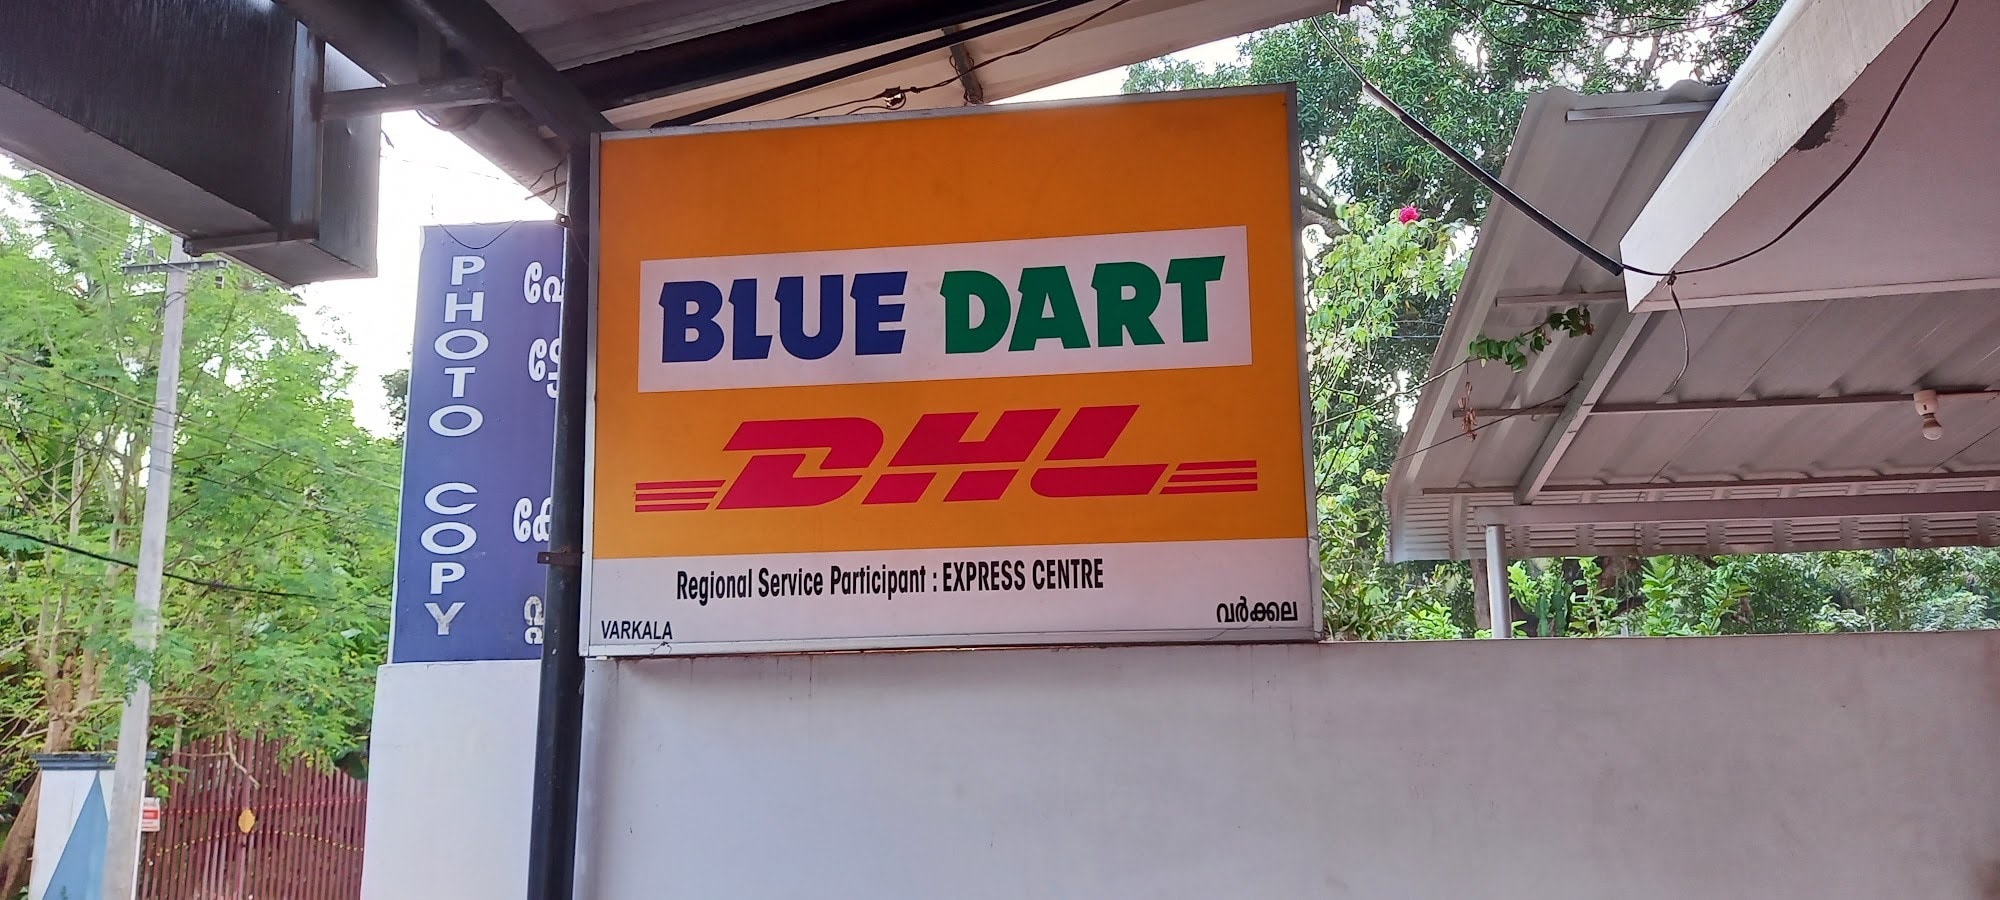 PHOTO COPY
BLUE DART
DHL
Regional Service Participant : EXPRESS CENTRE
VARKALA
വർക്കല